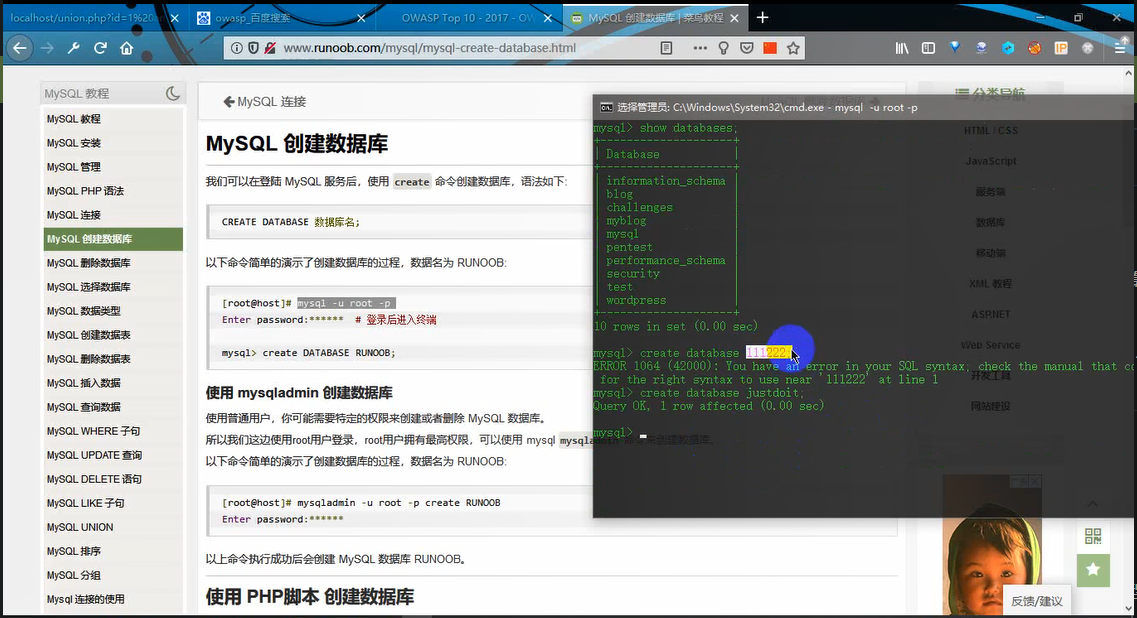 localhost/union.php?id=1%20an
owasp_百度搜索
OWASP Top 10 - 2017 - OW
MySQL 创建数据库 | 菜鸟教程
www.runoob.com/mysql/mysql-create-database.html
IP
MySQL 教程
MySQL 教程
MySQL 安装
MySQL 管理
MySQL PHP 语法
MySQL 连接
MySQL 创建数据库
MySQL 删除数据库
MySQL 选择数据库
MySQL 数据类型
MySQL 创建数据表
MySQL 删除数据表
MySQL 插入数据
MySQL 查询数据
MySQL WHERE 子句
MySQL UPDATE 查询
MySQL DELETE 语句
MySQL LIKE 子句
MySQL UNION
MySQL 排序
MySQL 分组
Mysql 连接的使用
MySQL 连接
MySQL 创建数据库
我们可以在登陆 MySQL 服务后，使用 create 命令创建数据库，语法如下:
CREATE DATABASE 数据库名;
以下命令简单的演示了创建数据库的过程，数据名为 RUNOOB:
[root@host]# mysql -u root -p
Enter password:****** # 登录后进入终端
mysql> create DATABASE RUNOOB;
使用 mysqladmin 创建数据库
使用普通用户，你可能需要特定的权限来创建或者删除 MySQL 数据库。
所以我们这边使用root用户登录，root用户拥有最高权限，可以使用 mysql mysqladmin 命令来创建数据库。
以下命令简单的演示了创建数据库的过程，数据名为 RUNOOB:
[root@host]# mysqladmin -u root -p create RUNOOB
Enter password:******
以上命令执行成功后会创建 MySQL 数据库 RUNOOB。
使用 PHP脚本 创建数据库
选择管理员: C:\Windows\System32\cmd.exe - mysql -u root -p
mysql> show databases;
+--------------------+
| Database |
+--------------------+
| information_schema |
| blog |
| challenges |
| myblog |
| mysql |
| pentest |
| performance_schema |
| security |
| test |
| wordpress |
+--------------------+
10 rows in set (0.00 sec)
mysql> create database 111222;
ERROR 1064 (42000): You have an error in your SQL syntax; check the manual that co
for the right syntax to use near '111222' at line 1
mysql> create database justdoit;
Query OK, 1 row affected (0.00 sec)
mysql>
分类导航
HTML / CSS
JavaScript
服务端
数据库
移动端
XML 教程
ASP.NET
Web Service
开发工具
网站建设
广告
反馈/建议